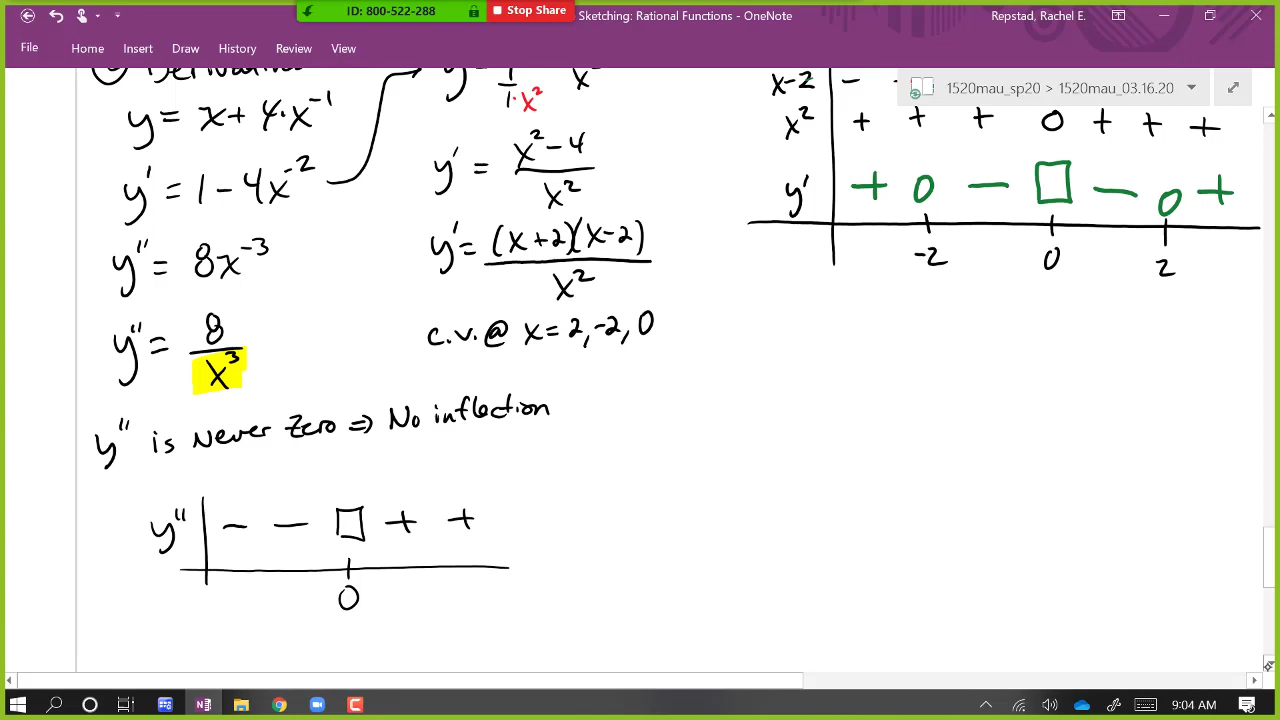 ID: 800-522-288
Stop Share
Sketching: Rational Functions - OneNote
Repstad, Rachel E.
File
Home
Insert
Draw
History
View
1520mau_sp20 > 1520mau_03.16.20
y = x + 4·x⁻¹
y' = 1 - 4x⁻²
y'' = 8x⁻³
y'' = 8/x³
y'' is Never Zero ⇒ No inflection
y'' | - - □ + +
0
1·x²
y' = (x² - 4)/x²
y' = (x+2)(x-2)/x²
c.v.@ x = 2, -2, 0
x-2 -
x² + + + 0 + + +
y' + 0 - □ - 0 +
-2 0 2
9:04 AM